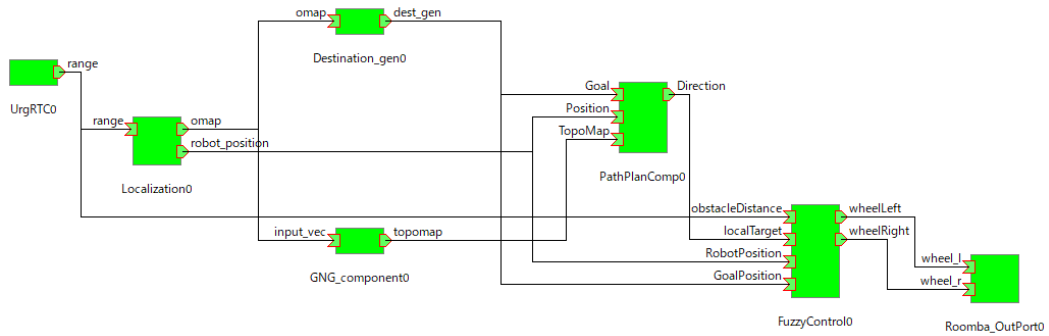 omap
dest_gen
Destination_gen0
range
UrgRTC0
range
omap
robot_position
Localization0
Goal
Position
TopoMap
Direction
PathPlanComp0
input_vec
topomap
GNG_component0
obstacleDistance
localTarget
RobotPosition
GoalPosition
wheelLeft
wheelRight
FuzzyControl0
wheel_l
wheel_r
Roomba_OutPort0